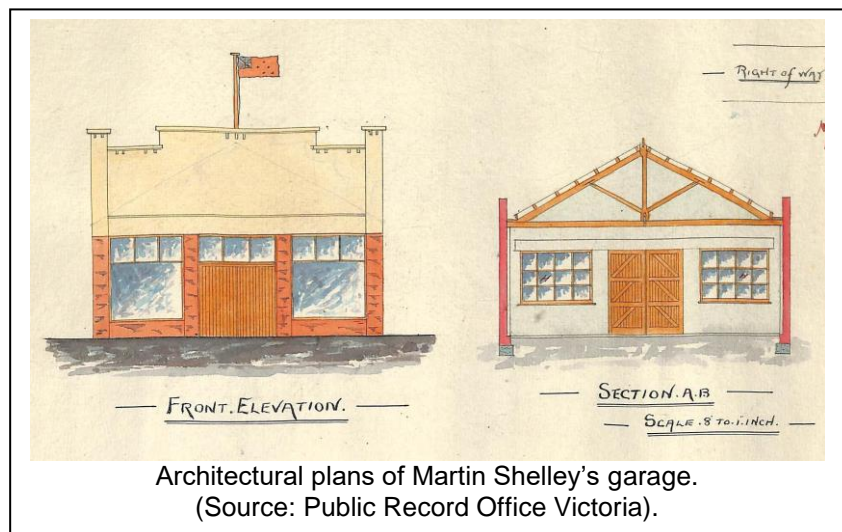 RIGHT of WAY
FRONT. ELEVATION.
SECTION. A.B
SCALE. 8' TO. 1. INCH.
Architectural plans of Martin Shelley's garage.
(Source: Public Record Office Victoria).